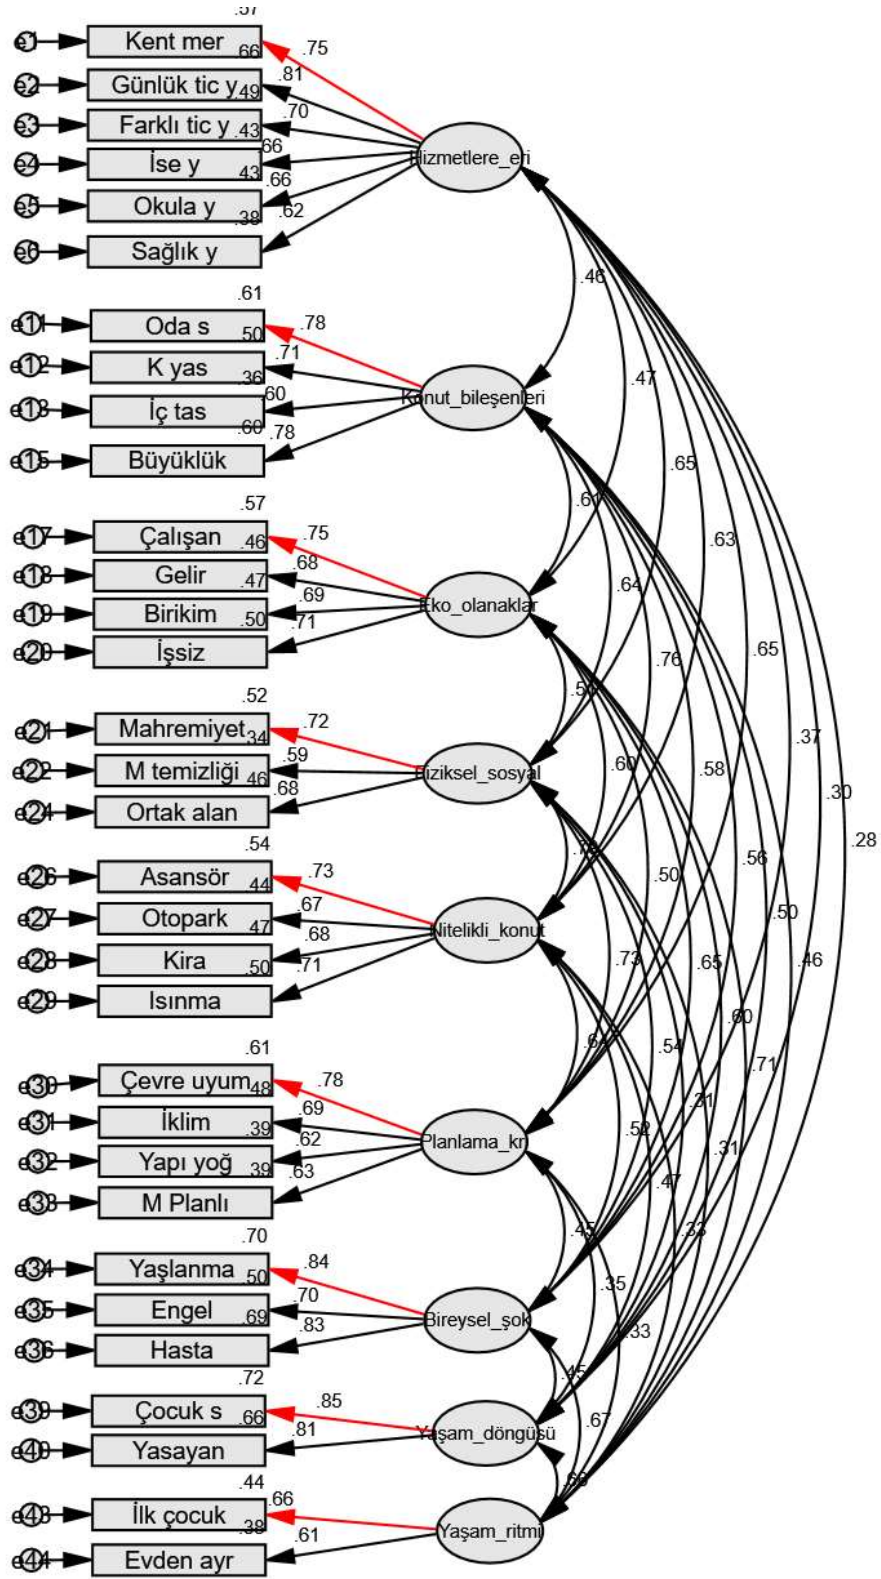 .57
e1 Kent mer .75
.66
e2 Günlük tic y .81
.49
e3 Farklı tic y .70
.43
e4 İse y .66
.43
e5 Okula y .66
.38
e6 Sağlık y .62
Hizmetlere_eri
.61
e11 Oda s .78
.50
e12 K yas .71
.36
e13 İç tas .60
.60
e15 Büyüklük .78
Konut_bileşenleri
.57
e17 Çalışan .75
.46
e18 Gelir .68
.47
e19 Birikim .69
.50
e20 İşsiz .71
Eko_olanaklar
.52
e21 Mahremiyet .72
.34
e22 M temizliği .59
.46
e24 Ortak alan .68
Fiziksel_sosyal
.54
e26 Asansör .73
.44
e27 Otopark .67
.47
e28 Kira .68
.50
e29 Isınma .71
Nitelikli_konut
.61
e30 Çevre uyum .78
.48
e31 İklim .69
.39
e32 Yapı yoğ .62
.39
e33 M Planlı .63
Planlama_kr
.70
e34 Yaşlanma .84
.50
e35 Engel .70
.69
e36 Hasta .83
Bireysel_şok
.72
e39 Çocuk s .85
.66
e40 Yasayan .81
Yaşam_döngüsü
.44
e43 İlk çocuk .66
.38
e44 Evden ayr .61
Yaşam_ritmi
.46
.47
.65
.63
.65
.37
.30
.28
.61
.64
.76
.58
.56
.50
.46
.60
.50
.65
.60
.71
.73
.54
.31
.31
.64
.52
.47
.33
.45
.35
.33
.45
.67